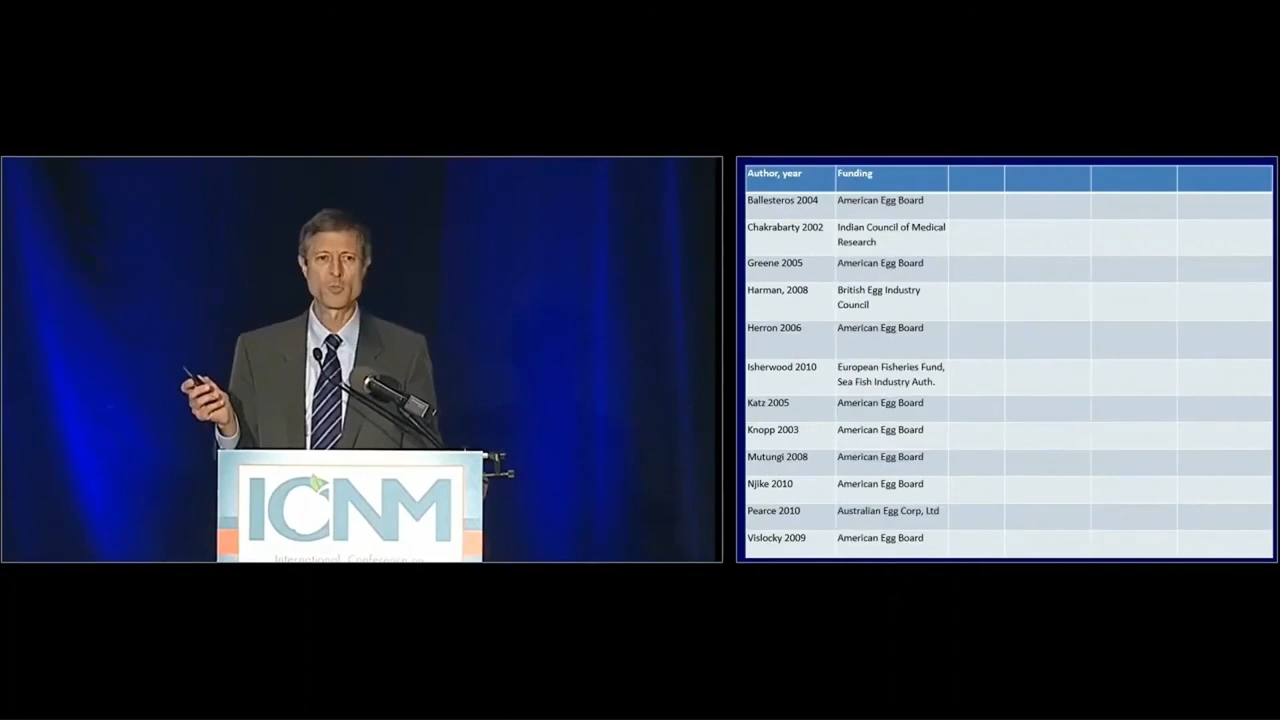 ICNM
International Conference on
Author, year Funding
Ballesteros 2004 American Egg Board
Chakrabarty 2002 Indian Council of Medical
Research
Greene 2005 American Egg Board
Harman, 2008 British Egg Industry
Council
Herron 2006 American Egg Board
Isherwood 2010 European Fisheries Fund,
Sea Fish Industry Auth.
Katz 2005 American Egg Board
Knopp 2003 American Egg Board
Mutungi 2008 American Egg Board
Njike 2010 American Egg Board
Pearce 2010 Australian Egg Corp, Ltd
Vislocky 2009 American Egg Board